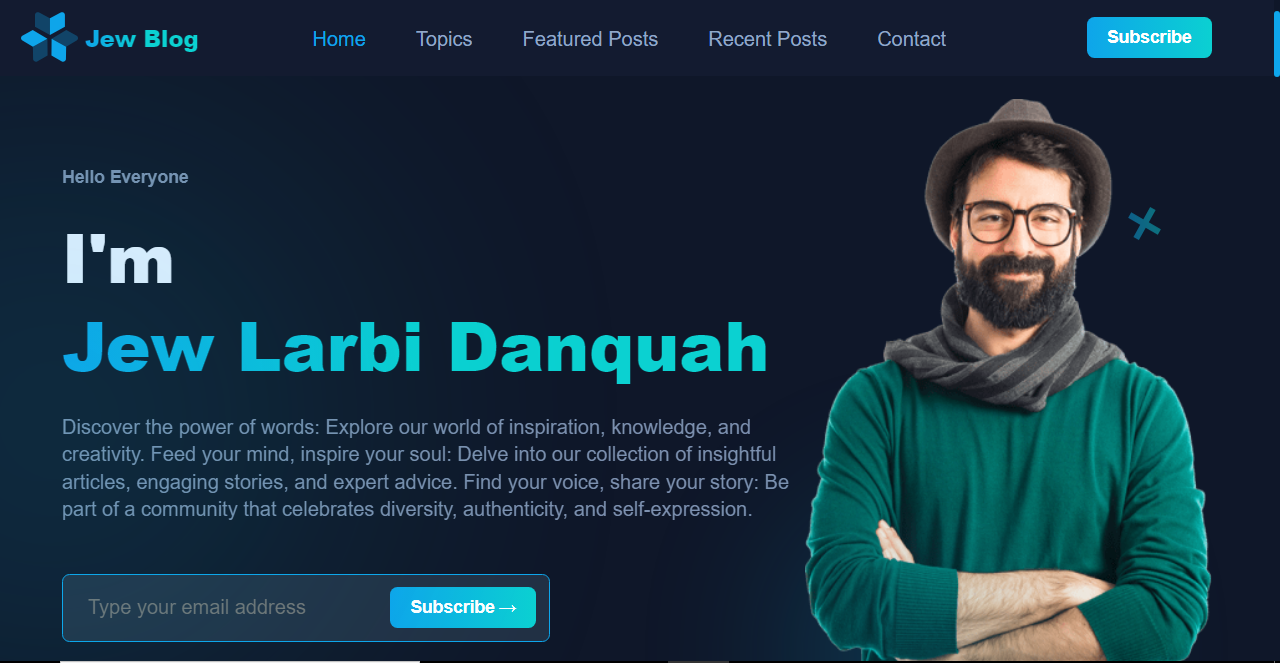 Jew Blog
Home
Topics
Featured Posts
Recent Posts
Contact
Subscribe
Hello Everyone
I'm
Jew Larbi Danquah
Discover the power of words: Explore our world of inspiration, knowledge, and
creativity. Feed your mind, inspire your soul: Delve into our collection of insightful
articles, engaging stories, and expert advice. Find your voice, share your story: Be
part of a community that celebrates diversity, authenticity, and self-expression.
Type your email address
Subscribe →